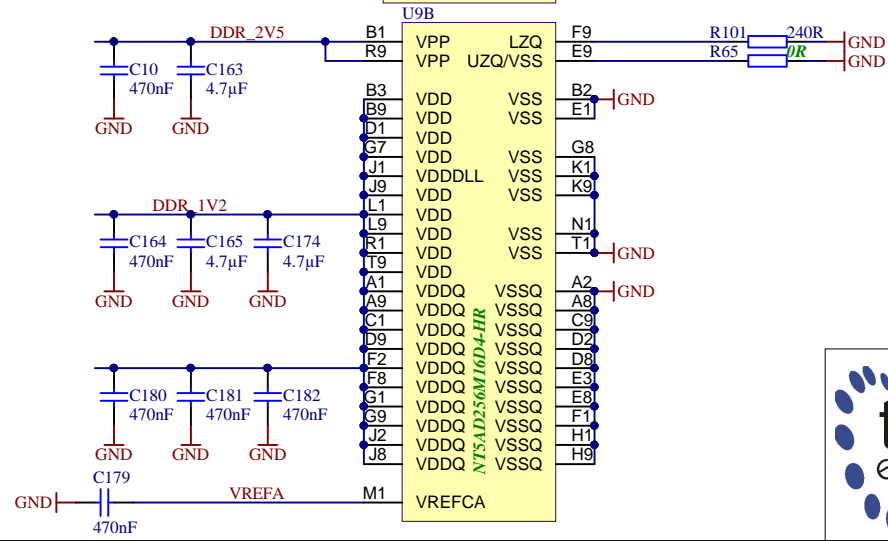 U9B
DDR_2V5
B1 VPP LZQ F9 R101 240R GND
R9 VPP UZQ/VSS E9 R65 0R GND
C10 470nF GND
C163 4.7µF GND
B3 VDD VSS B2 GND
B9 VDD VSS E1
D1 VDD
G7 VDD VSS G8
J1 VDDDLL VSS K1
J9 VDD VSS K9
DDR_1V2
L1 VDD
L9 VDD VSS N1
R1 VDD VSS T1 GND
T9 VDD
C164 470nF GND
C165 4.7µF GND
C174 4.7µF GND
A1 VDDQ VSSQ A2 GND
A9 VDDQ VSSQ A8
C1 VDDQ VSSQ C9
D9 VDDQ VSSQ D2
F2 VDDQ VSSQ D8
F8 VDDQ VSSQ E3
G1 VDDQ VSSQ E8
G9 VDDQ VSSQ F1
J2 VDDQ VSSQ H1
J8 VDDQ VSSQ H9
NT5AD256M16D4-HR
C180 470nF GND
C181 470nF GND
C182 470nF GND
C179
GND VREFA M1 VREFCA
470nF